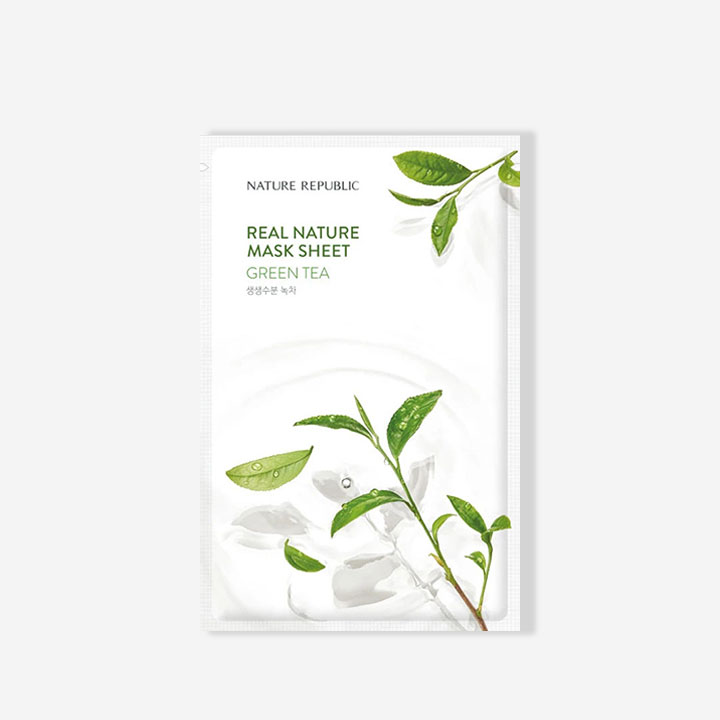 NATURE REPUBLIC
REAL NATURE
MASK SHEET
GREEN TEA
생생수분 녹차